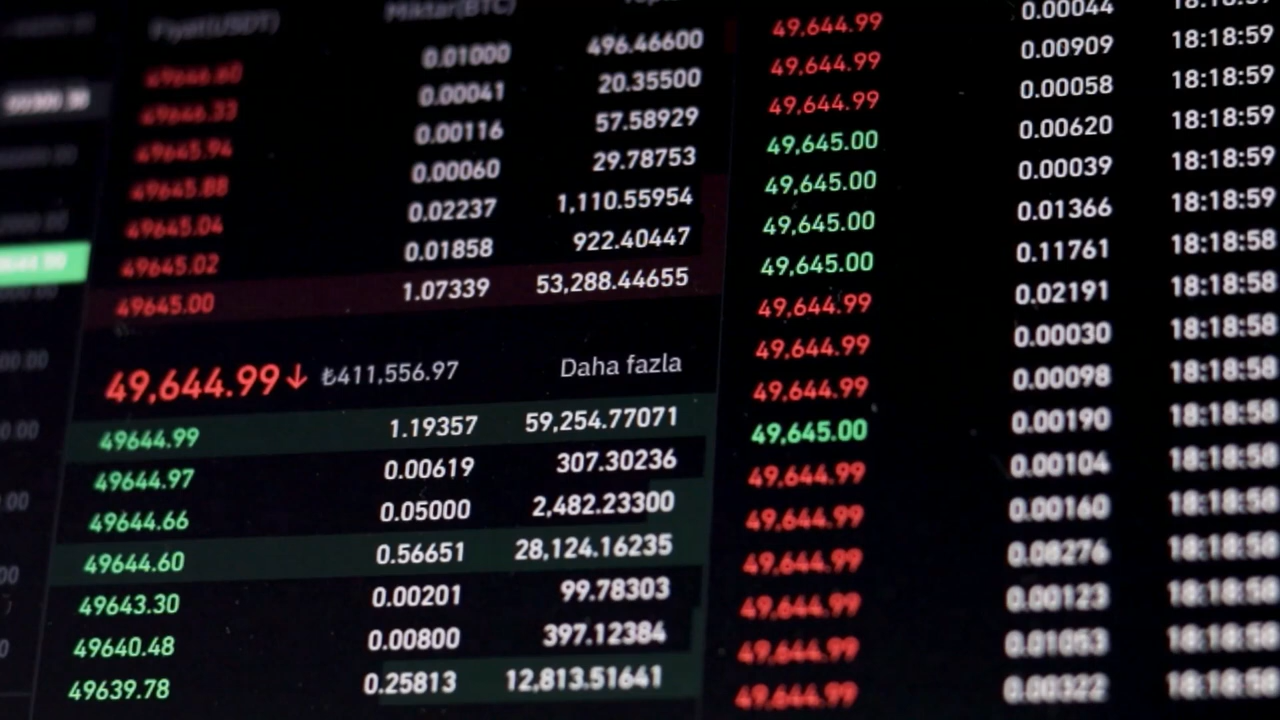 Fiyat(USDT) Miktar(BTC)
49646.60 0.01000 496.46600
49646.33 0.00041 20.35500
49645.94 0.00116 57.58929
49645.88 0.00060 29.78753
49645.04 0.02237 1,110.55954
49645.02 0.01858 922.40447
49645.00 1.07339 53,288.44655
49,644.99↓ ₺411,556.97 Daha fazla
49644.99 1.19357 59,254.77071
49644.97 0.00619 307.30236
49644.66 0.05000 2,482.23300
49644.60 0.56651 28,124.16235
49643.30 0.00201 99.78303
49640.48 0.00800 397.12384
49639.78 0.25813 12,813.51641
49,644.99 0.00044 18:18:59
49,644.99 0.00909 18:18:59
49,644.99 0.00058 18:18:59
49,645.00 0.00620 18:18:59
49,645.00 0.00039 18:18:59
49,645.00 0.01366 18:18:59
49,645.00 0.11761 18:18:58
49,644.99 0.02191 18:18:58
49,644.99 0.00030 18:18:58
49,644.99 0.00098 18:18:58
49,645.00 0.00190 18:18:58
49,644.99 0.00104 18:18:58
49,644.99 0.00160 18:18:58
49,644.99 0.08276 18:18:58
49,644.99 0.00123 18:18:58
49,644.99 0.01053 18:18:58
49,644.99 0.00322 18:18:58